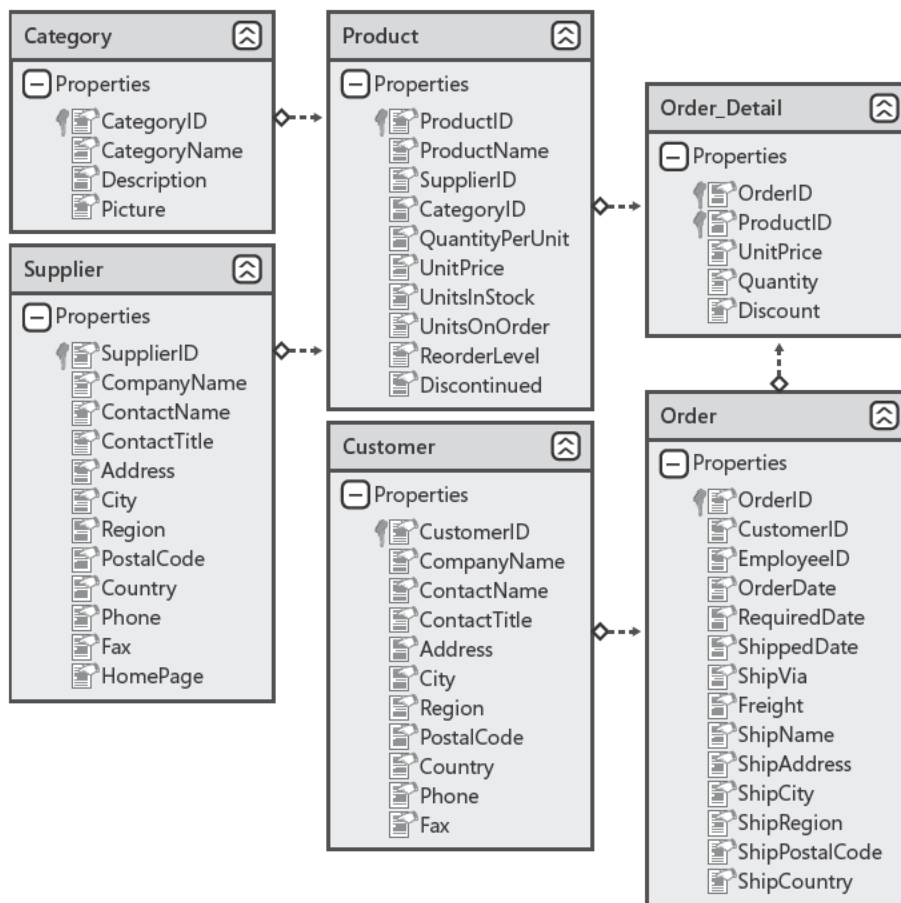 Category
Properties
CategoryID
CategoryName
Description
Picture
Supplier
Properties
SupplierID
CompanyName
ContactName
ContactTitle
Address
City
Region
PostalCode
Country
Phone
Fax
HomePage
Product
Properties
ProductID
ProductName
SupplierID
CategoryID
QuantityPerUnit
UnitPrice
UnitsInStock
UnitsOnOrder
ReorderLevel
Discontinued
Customer
Properties
CustomerID
CompanyName
ContactName
ContactTitle
Address
City
Region
PostalCode
Country
Phone
Fax
Order_Detail
Properties
OrderID
ProductID
UnitPrice
Quantity
Discount
Order
Properties
OrderID
CustomerID
EmployeeID
OrderDate
RequiredDate
ShippedDate
ShipVia
Freight
ShipName
ShipAddress
ShipCity
ShipRegion
ShipPostalCode
ShipCountry